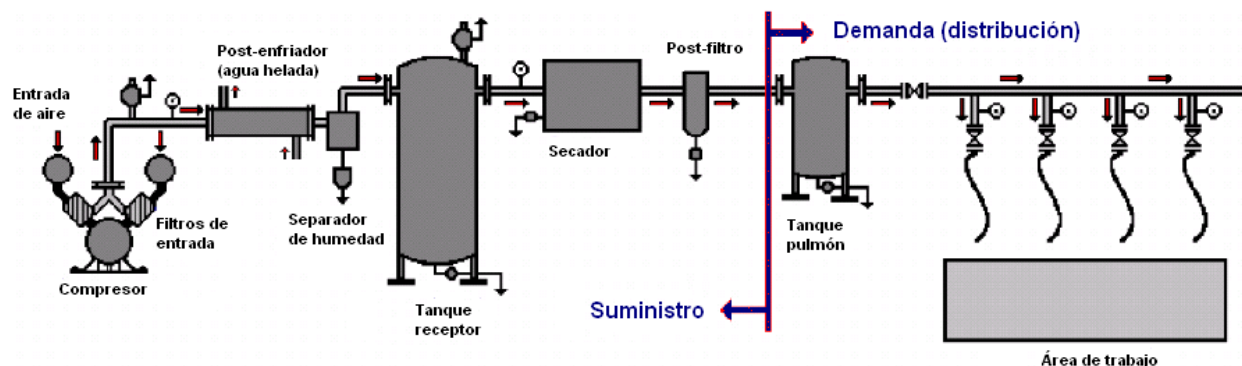 Entrada
de aire
Post-enfriador
(agua helada)
Filtros de
entrada
Compresor
Separador
de humedad
Tanque
receptor
Secador
Post-filtro
Suministro
Demanda (distribución)
Tanque
pulmón
Área de trabajo